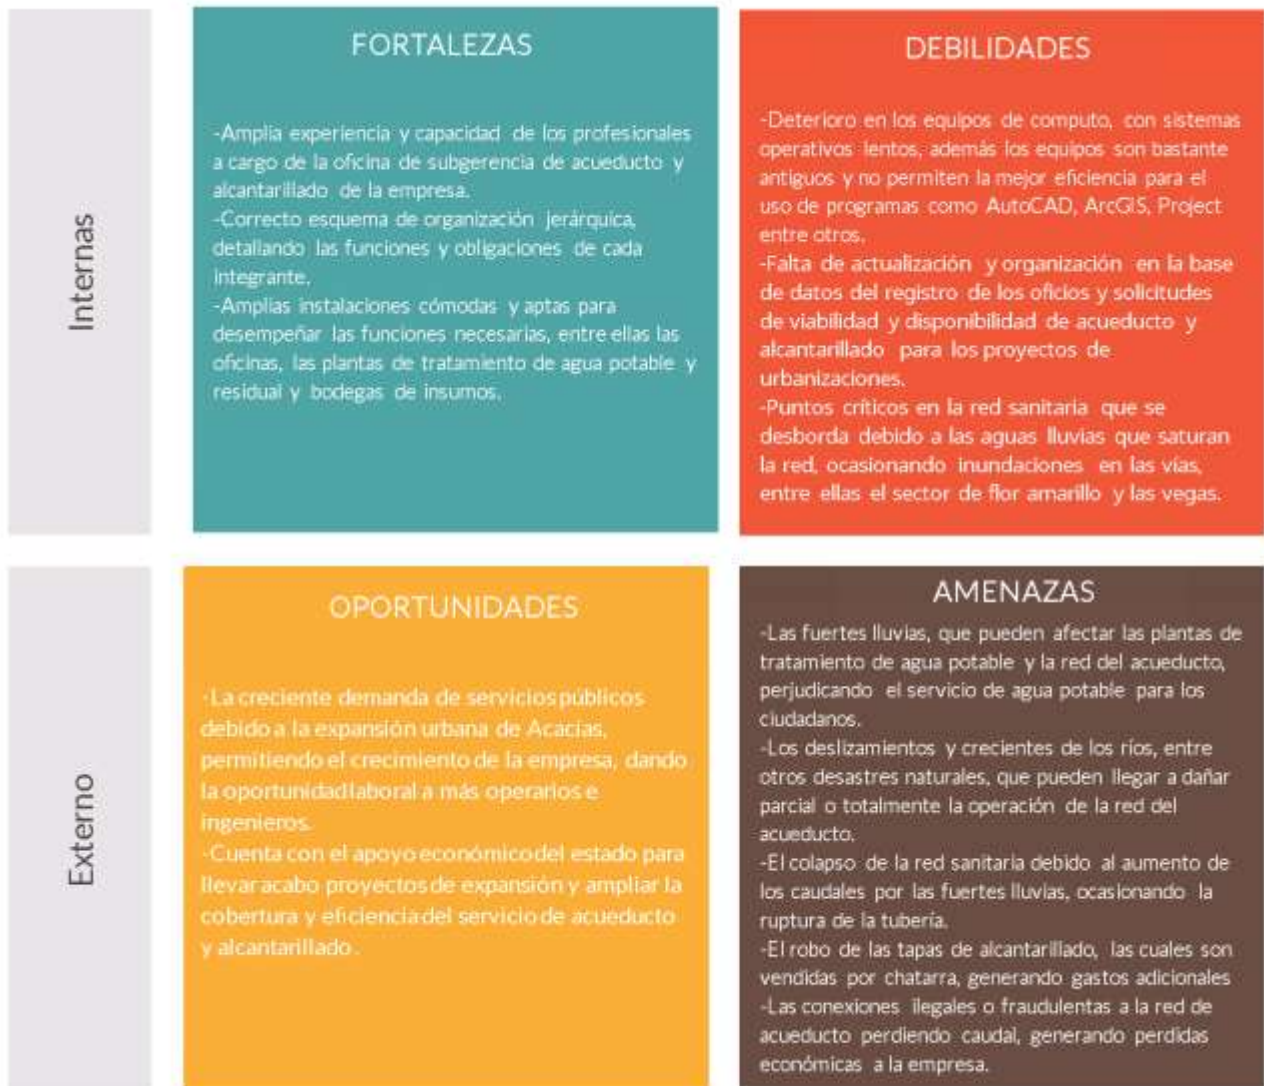 Internas
FORTALEZAS
-Amplia experiencia y capacidad de los profesionales
a cargo de la oficina de subgerencia de acueducto y
alcantarillado de la empresa.
-Correcto esquema de organización jerárquica,
detallando las funciones y obligaciones de cada
integrante.
-Amplias instalaciones cómodas y aptas para
desempeñar las funciones necesarias, entre ellas las
oficinas, las plantas de tratamiento de agua potable y
residual y bodegas de insumos.
DEBILIDADES
-Deterioro en los equipos de computo, con sistemas
operativos lentos, además los equipos son bastante
antiguos y no permiten la mejor eficiencia para el
uso de programas como AutoCAD, ArcGIS, Project
entre otros.
-Falta de actualización y organización en la base
de datos del registro de los oficios y solicitudes
de viabilidad y disponibilidad de acueducto y
alcantarillado para los proyectos de
urbanizaciones.
-Puntos críticos en la red sanitaria que se
desborda debido a las aguas lluvias que saturan
la red, ocasionando inundaciones en las vías,
entre ellas el sector de flor amarillo y las vegas.
Externo
OPORTUNIDADES
-La creciente demanda de servicios públicos
debido a la expansión urbana de Acacías,
permitiendo el crecimiento de la empresa, dando
la oportunidad laboral a más operarios e
ingenieros.
-Cuenta con el apoyo económico del estado para
llevar acabo proyectos de expansión y ampliar la
cobertura y eficiencia del servicio de acueducto
y alcantarillado.
AMENAZAS
-Las fuertes lluvias, que pueden afectar las plantas de
tratamiento de agua potable y la red del acueducto,
perjudicando el servicio de agua potable para los
ciudadanos.
-Los deslizamientos y crecientes de los ríos, entre
otros desastres naturales, que pueden llegar a dañar
parcial o totalmente la operación de la red del
acueducto.
-El colapso de la red sanitaria debido al aumento de
los caudales por las fuertes lluvias, ocasionando la
ruptura de la tubería.
-El robo de las tapas de alcantarillado, las cuales son
vendidas por chatarra, generando gastos adicionales
-Las conexiones ilegales o fraudulentas a la red de
acueducto perdiendo caudal, generando perdidas
económicas a la empresa.